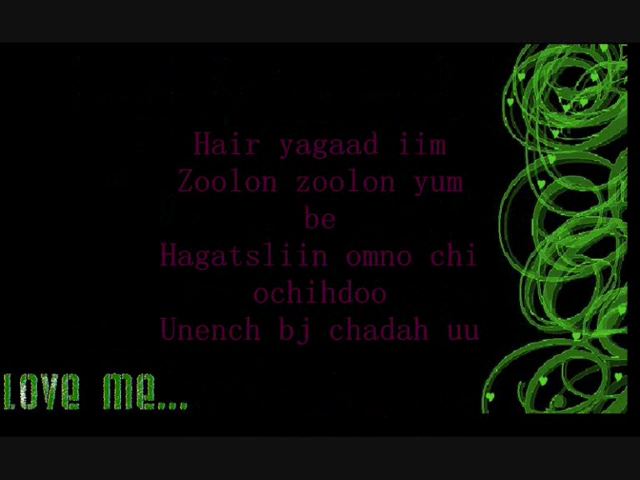 Hair yagaad iim
Zoolon zoolon yum
be
Hagatsliin omno chi
ochihdoo
Unench bj chadah uu
Love me...